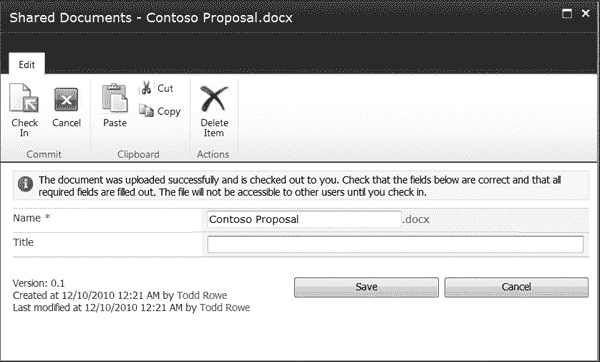 Shared Documents - Contoso Proposal.docx
Edit
Check In
Cancel
Paste
Cut
Copy
Delete Item
Commit
Clipboard
Actions
The document was uploaded successfully and is checked out to you. Check that the fields below are correct and that all
required fields are filled out. The file will not be accessible to other users until you check in.
Name *
Contoso Proposal .docx
Title
Version: 0.1
Created at 12/10/2010 12:21 AM by Todd Rowe
Last modified at 12/10/2010 12:21 AM by Todd Rowe
Save
Cancel